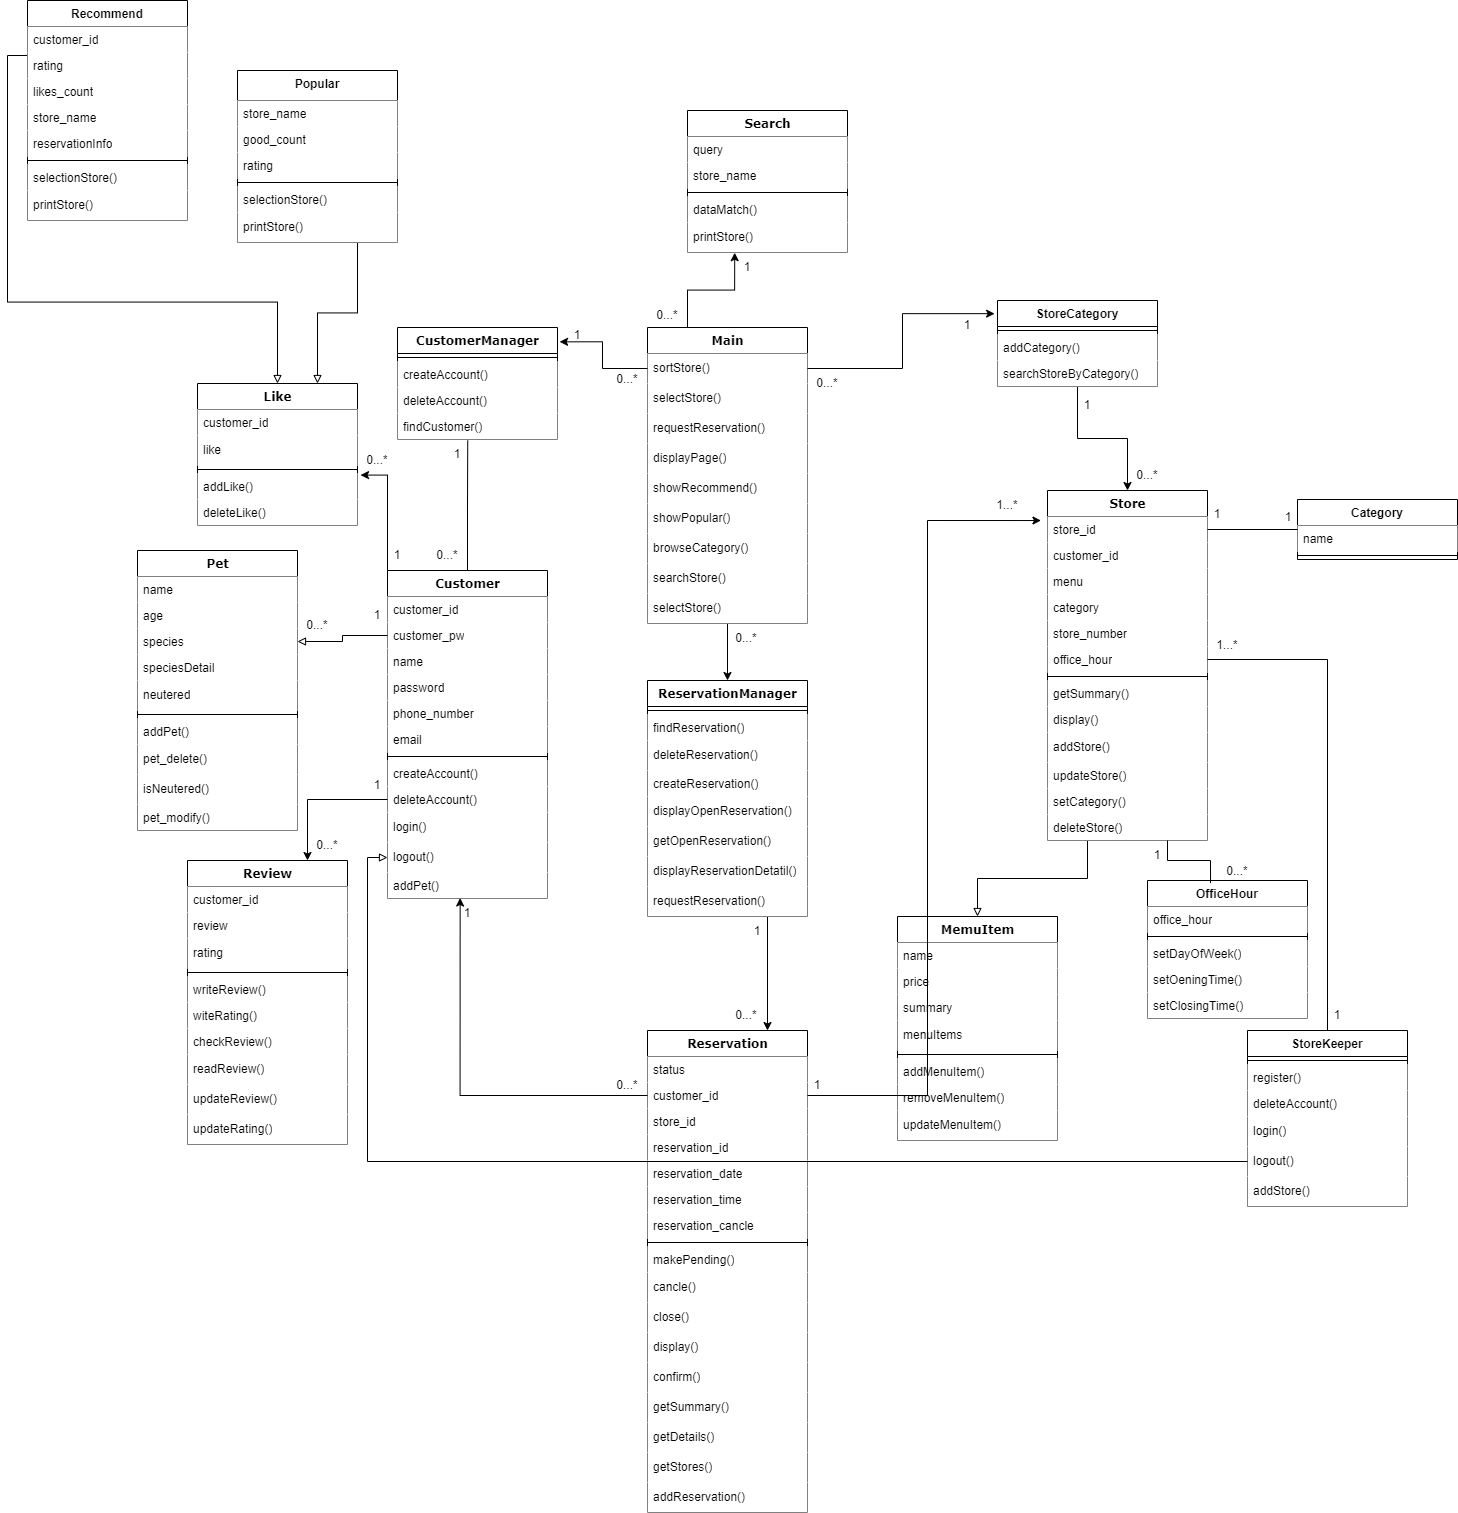 Recommend
customer_id
rating
likes_count
store_name
reservationInfo
selectionStore()
printStore()
Popular
store_name
good_count
rating
selectionStore()
printStore()
Search
query
store_name
dataMatch()
printStore()
1
0...*
CustomerManager
createAccount()
deleteAccount()
findCustomer()
1
0...*
Main
sortStore()
selectStore()
requestReservation()
displayPage()
showRecommend()
showPopular()
browseCategory()
searchStore()
selectStore()
0...*
1
StoreCategory
addCategory()
searchStoreByCategory()
1
0...*
Like
customer_id
like
addLike()
deleteLike()
0...*
1
1
0...*
Store
store_id
customer_id
menu
category
store_number
office_hour
getSummary()
display()
addStore()
updateStore()
setCategory()
deleteStore()
1...*
1
1
Category
name
1...*
Pet
name
age
species
speciesDetail
neutered
addPet()
pet_delete()
isNeutered()
pet_modify()
0...*
1
Customer
customer_id
customer_pw
name
password
phone_number
email
createAccount()
deleteAccount()
login()
logout()
addPet()
1
0...*
1
0...*
ReservationManager
findReservation()
deleteReservation()
createReservation()
displayOpenReservation()
getOpenReservation()
displayReservationDetatil()
requestReservation()
1
0...*
Review
customer_id
review
rating
writeReview()
witeRating()
checkReview()
readReview()
updateReview()
updateRating()
MemuItem
name
price
summary
menuItems
addMenuItem()
removeMenuItem()
updateMenuItem()
1
0...*
OfficeHour
office_hour
setDayOfWeek()
setOeningTime()
setClosingTime()
1
StoreKeeper
register()
deleteAccount()
login()
logout()
addStore()
0...*
1
Reservation
status
customer_id
store_id
reservation_id
reservation_date
reservation_time
reservation_cancle
makePending()
cancle()
close()
display()
confirm()
getSummary()
getDetails()
getStores()
addReservation()